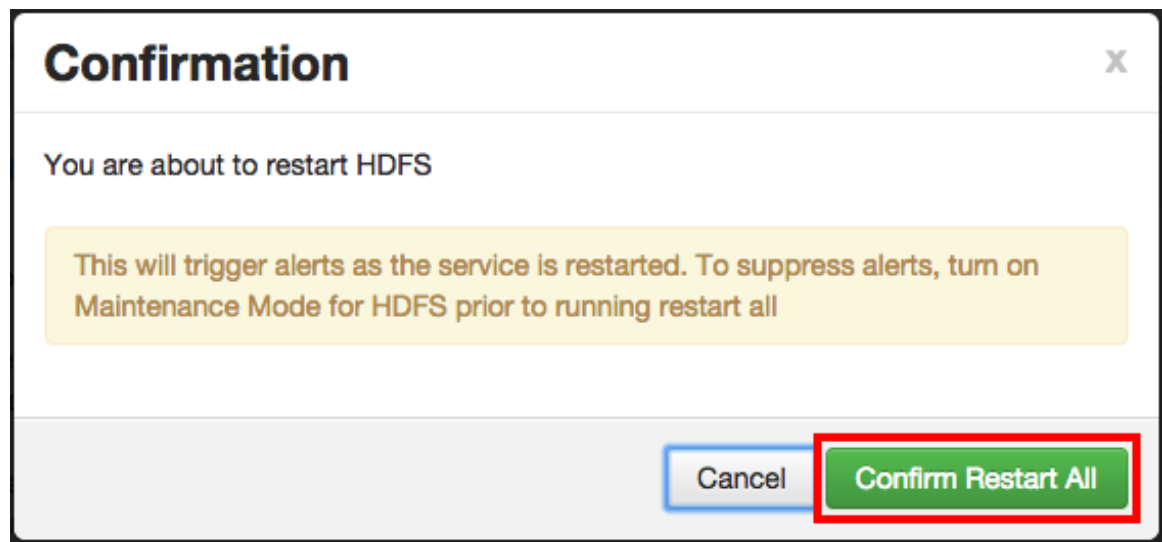 Confirmation
x
You are about to restart HDFS
This will trigger alerts as the service is restarted. To suppress alerts, turn on
Maintenance Mode for HDFS prior to running restart all
Cancel
Confirm Restart All